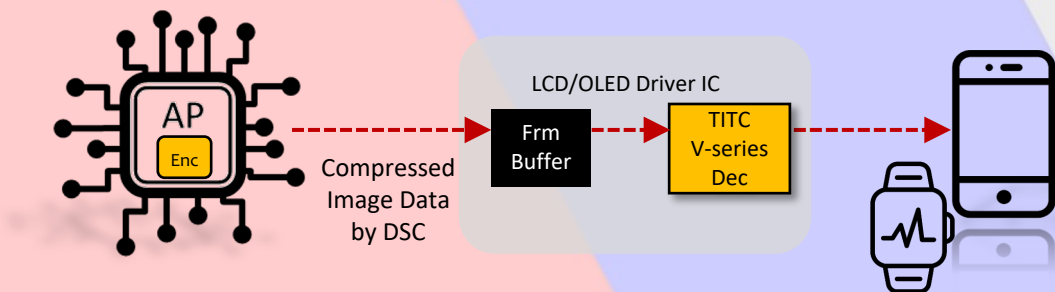 AP
Enc
Compressed
Image Data
by DSC
LCD/OLED Driver IC
Frm
Buffer
TITC
V-series
Dec